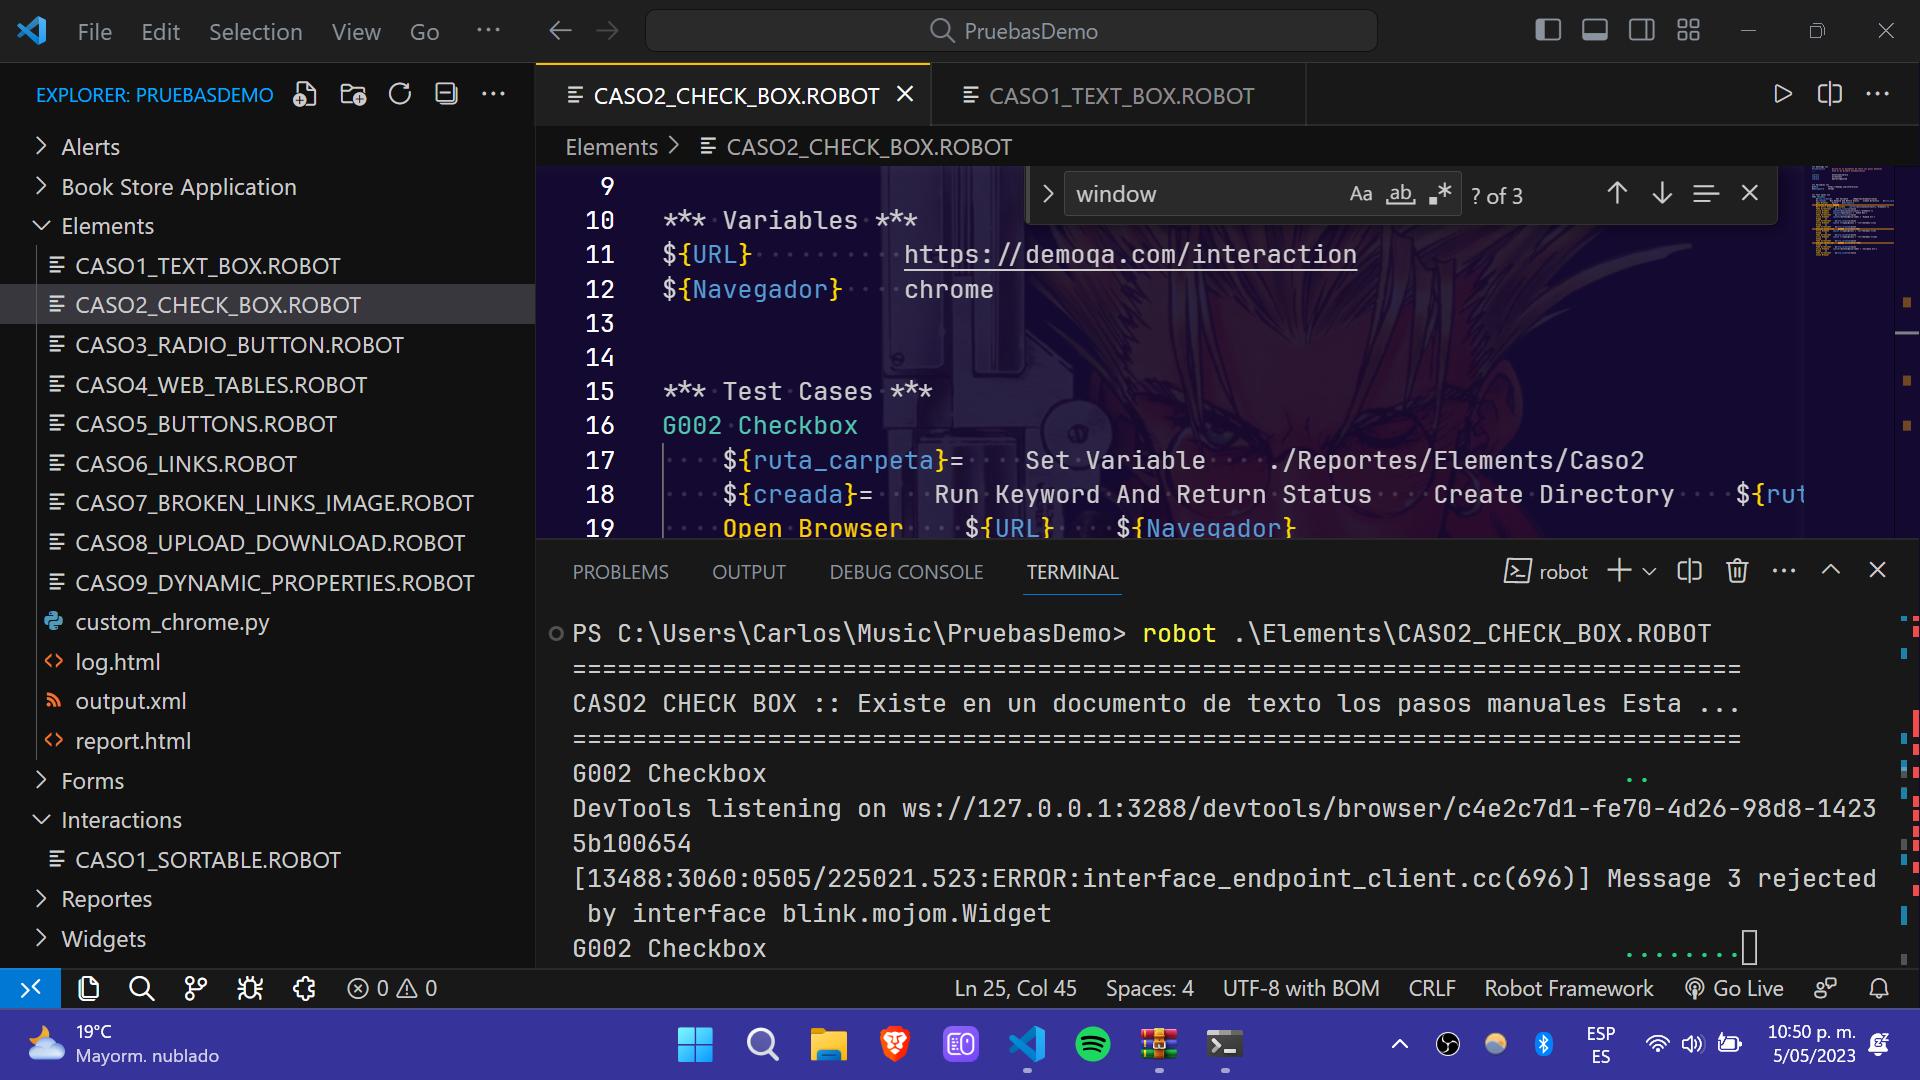 File Edit Selection View Go ···
PruebasDemo
EXPLORER: PRUEBASDEMO
Alerts
Book Store Application
Elements
CASO1_TEXT_BOX.ROBOT
CASO2_CHECK_BOX.ROBOT
CASO3_RADIO_BUTTON.ROBOT
CASO4_WEB_TABLES.ROBOT
CASO5_BUTTONS.ROBOT
CASO6_LINKS.ROBOT
CASO7_BROKEN_LINKS_IMAGE.ROBOT
CASO8_UPLOAD_DOWNLOAD.ROBOT
CASO9_DYNAMIC_PROPERTIES.ROBOT
custom_chrome.py
log.html
output.xml
report.html
Forms
Interactions
CASO1_SORTABLE.ROBOT
Reportes
Widgets
CASO2_CHECK_BOX.ROBOT
CASO1_TEXT_BOX.ROBOT
Elements > CASO2_CHECK_BOX.ROBOT
window Aa ab .* ? of 3
9
10 *** Variables ***
11 ${URL} https://demoqa.com/interaction
12 ${Navegador} chrome
13
14
15 *** Test Cases ***
16 G002 Checkbox
17 ${ruta_carpeta}= Set Variable ./Reportes/Elements/Caso2
18 ${creada}= Run Keyword And Return Status Create Directory ${rut
19 Open Browser ${URL} ${Navegador}
PROBLEMS OUTPUT DEBUG CONSOLE TERMINAL
robot
PS C:\Users\Carlos\Music\PruebasDemo> robot .\Elements\CASO2_CHECK_BOX.ROBOT
==============================================================================
CASO2 CHECK BOX :: Existe en un documento de texto los pasos manuales Esta ...
==============================================================================
G002 Checkbox ..
DevTools listening on ws://127.0.0.1:3288/devtools/browser/c4e2c7d1-fe70-4d26-98d8-1423
5b100654
[13488:3060:0505/225021.523:ERROR:interface_endpoint_client.cc(696)] Message 3 rejected
by interface blink.mojom.Widget
G002 Checkbox ........
0 0
Ln 25, Col 45 Spaces: 4 UTF-8 with BOM CRLF Robot Framework Go Live
19°C
Mayorm. nublado
ESP
ES
10:50 p. m.
5/05/2023